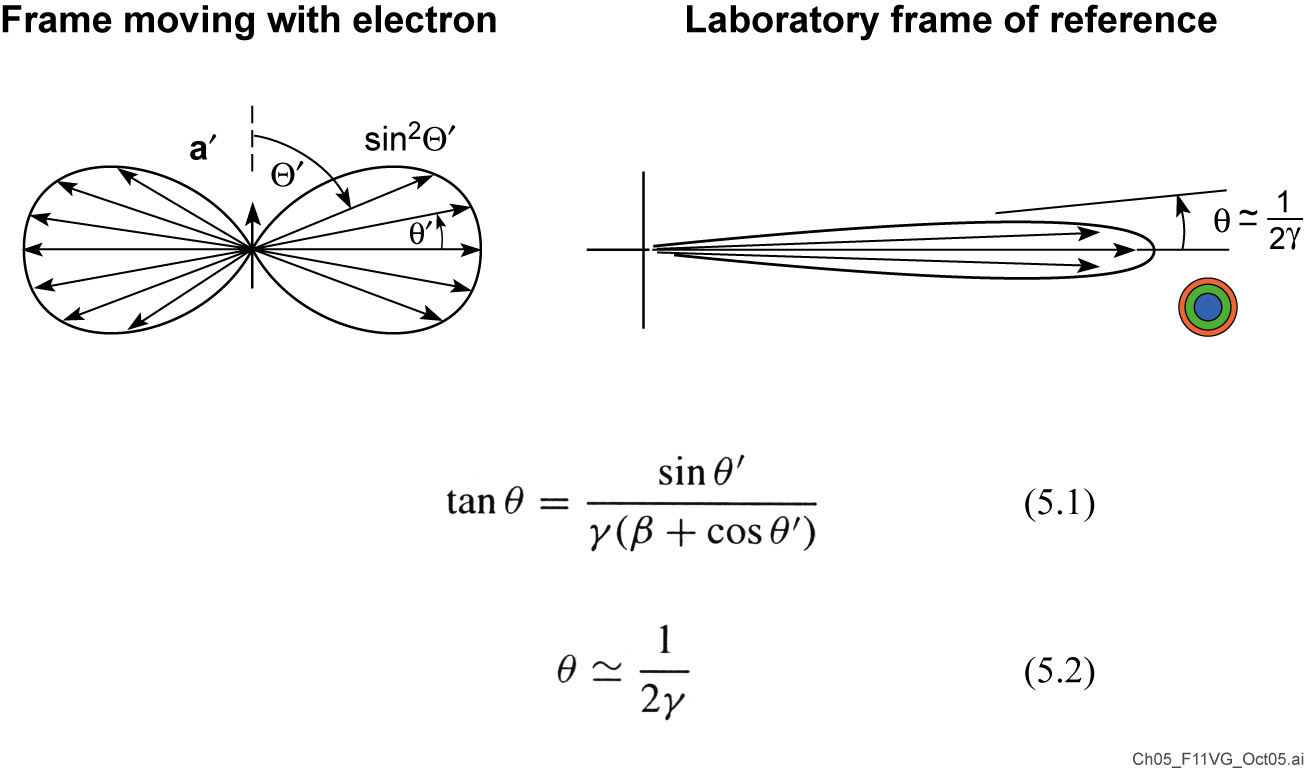 Frame moving with electron
Laboratory frame of reference
a′
Θ′
sin²Θ′
θ′
θ ≃ 1/2γ
tan θ = sin θ′ / γ(β + cos θ′) (5.1)
θ ≃ 1/2γ (5.2)
Ch05_F11VG_Oct05.ai